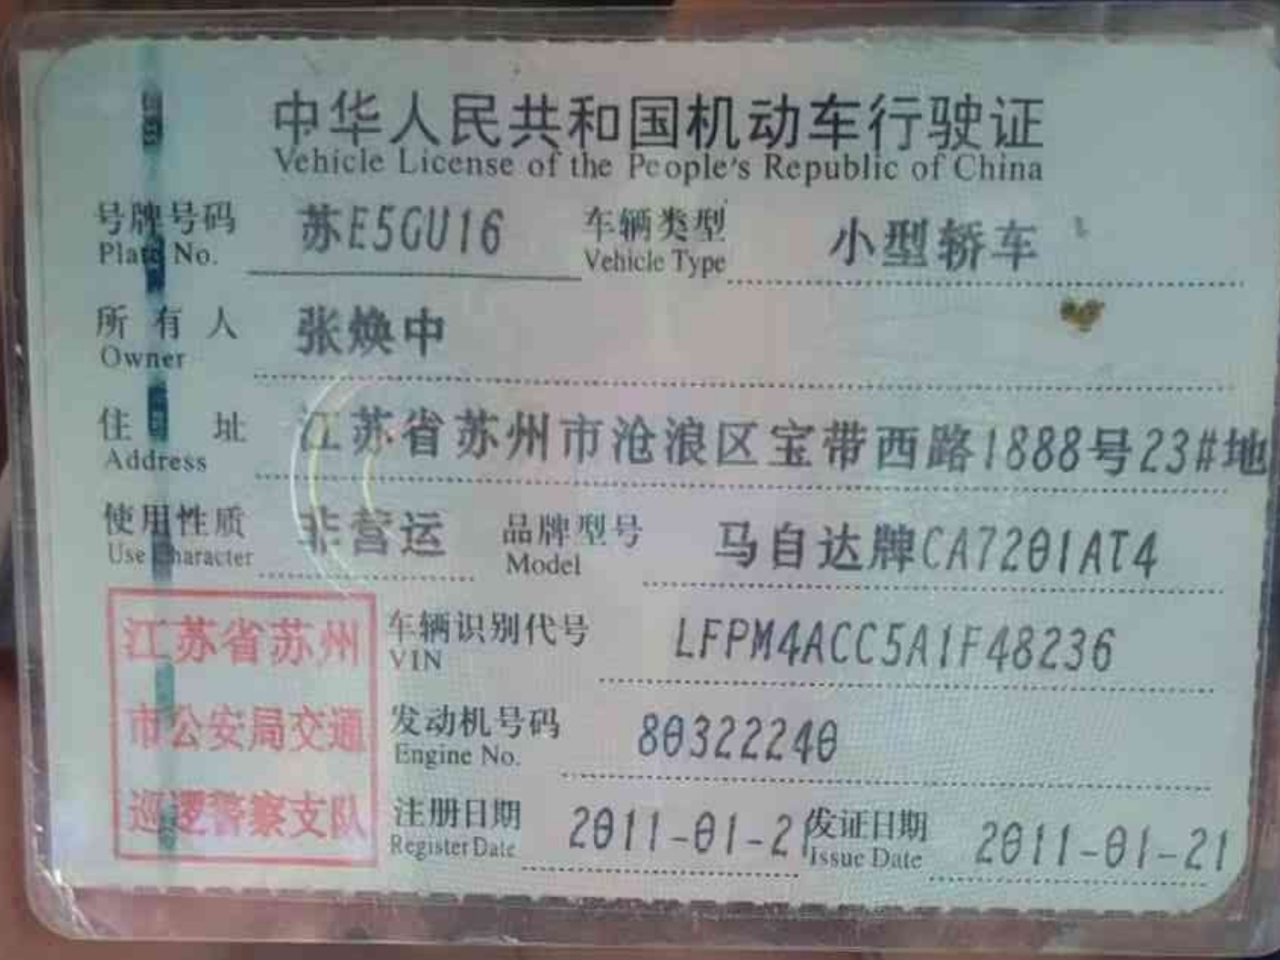 中华人民共和国机动车行驶证
Vehicle License of the People's Republic of China
号牌号码 苏E5GU16 车辆类型 小型轿车
Plate No. Vehicle Type
所有人 张焕中
Owner
住址 江苏省苏州市沧浪区宝带西路1888号23#地
Address
使用性质 非营运 品牌型号 马自达牌CA7201AT4
Use Character Model
车辆识别代号 LFPM4ACC5A1F48236
VIN
发动机号码 80322240
Engine No.
注册日期 2011-01-21 发证日期 2011-01-21
Register Date Issue Date
江苏省苏州
市公安局交通
巡逻警察支队